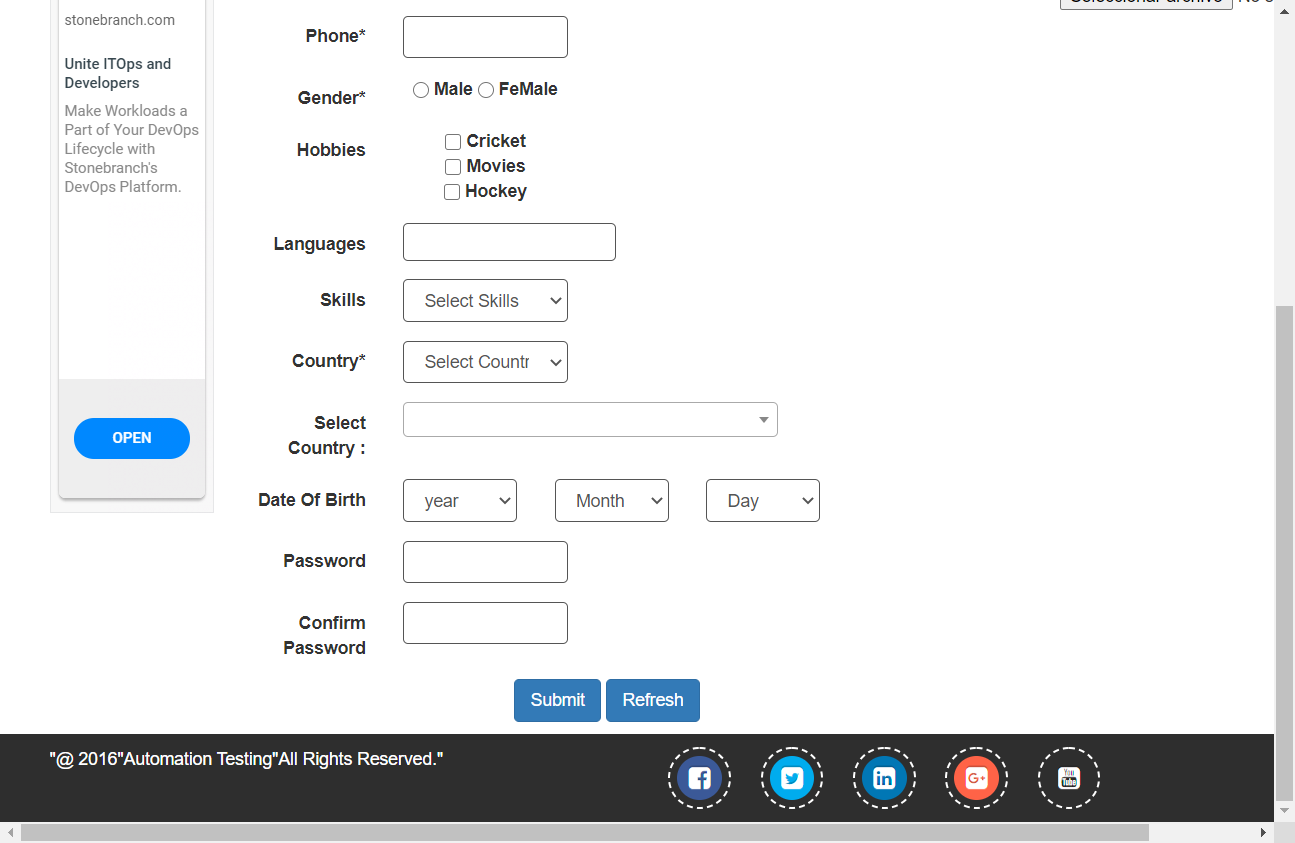 stonebranch.com
Unite ITOps and
Developers
Make Workloads a
Part of Your DevOps
Lifecycle with
Stonebranch's
DevOps Platform.
OPEN
Phone*
Gender*
Male FeMale
Hobbies
Cricket
Movies
Hockey
Languages
Skills
Select Skills
Country*
Select Countr
Select
Country :
Date Of Birth
year Month Day
Password
Confirm
Password
Submit Refresh
"@ 2016"Automation Testing"All Rights Reserved."
in
G+
You
Tube